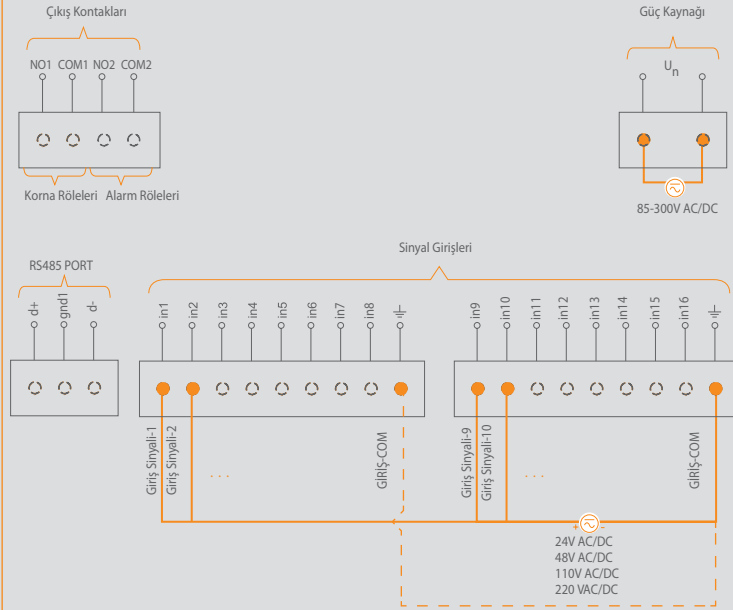 Çıkış Kontakları
NO1 COM1 NO2 COM2
Korna Röleleri Alarm Röleleri
Güç Kaynağı
Un
85-300V AC/DC
RS485 PORT
d+ gnd1 d-
Sinyal Girişleri
in1 in2 in3 in4 in5 in6 in7 in8
in9 in10 in11 in12 in13 in14 in15 in16
Giriş Sinyali-1
Giriş Sinyali-2
. . .
GİRİŞ-COM
Giriş Sinyali-9
Giriş Sinyali-10
. . .
GİRİŞ-COM
+ -
24V AC/DC
48V AC/DC
110V AC/DC
220 VAC/DC